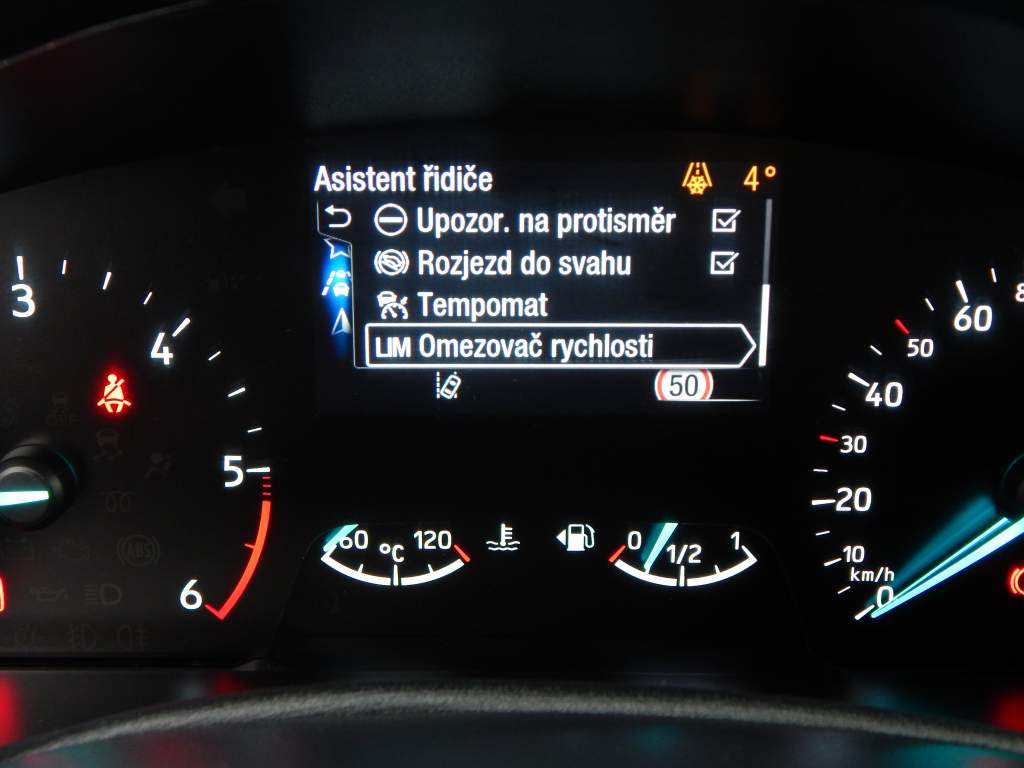 Asistent řidiče 4°
Upozor. na protisměr
Rozjezd do svahu
Tempomat
LIM Omezovač rychlosti
50
3
4
5
6
60 °C 120
0 1/2 1
60
50
40
30
20
10
km/h
0
ABS